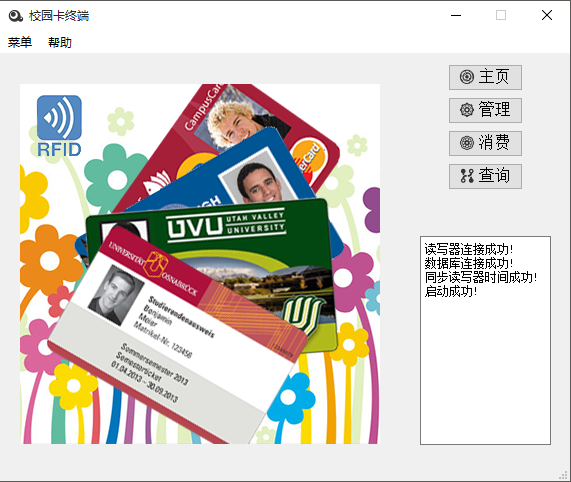 校园卡终端
菜单 帮助
主页
管理
消费
查询
RFID
CampusCard
MasterCard
UVU UTAH VALLEY
UNIVERSITY
UNIVERSITÄT OSNABRÜCK
Studierendenausweis
Benjamin
Meier
Matrikel-Nr. 123456
Sommersemester 2013
Semesterticket
01.04.2013 – 30.09.2013
读写器连接成功!
数据库连接成功!
同步读写器时间成功!
启动成功!